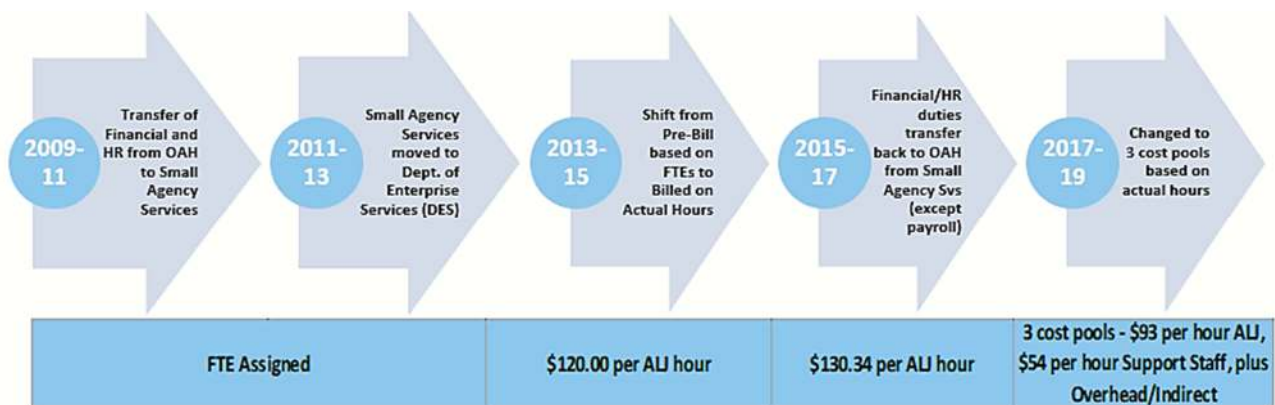 2009-
11
Transfer of
Financial and
HR from OAH
to Small
Agency
Services
2011-
13
Small Agency
Services
moved to
Dept. of
Enterprise
Services (DES)
2013-
15
Shift from
Pre-Bill
based on
FTEs to
Billed on
Actual Hours
2015-
17
Financial/HR
duties
transfer
back to OAH
from Small
Agency Svs
(except
payroll)
2017-
19
Changed to
3 cost pools
based on
actual hours
FTE Assigned
$120.00 per ALJ hour
$130.34 per ALJ hour
3 cost pools - $93 per hour ALJ,
$54 per hour Support Staff, plus
Overhead/Indirect